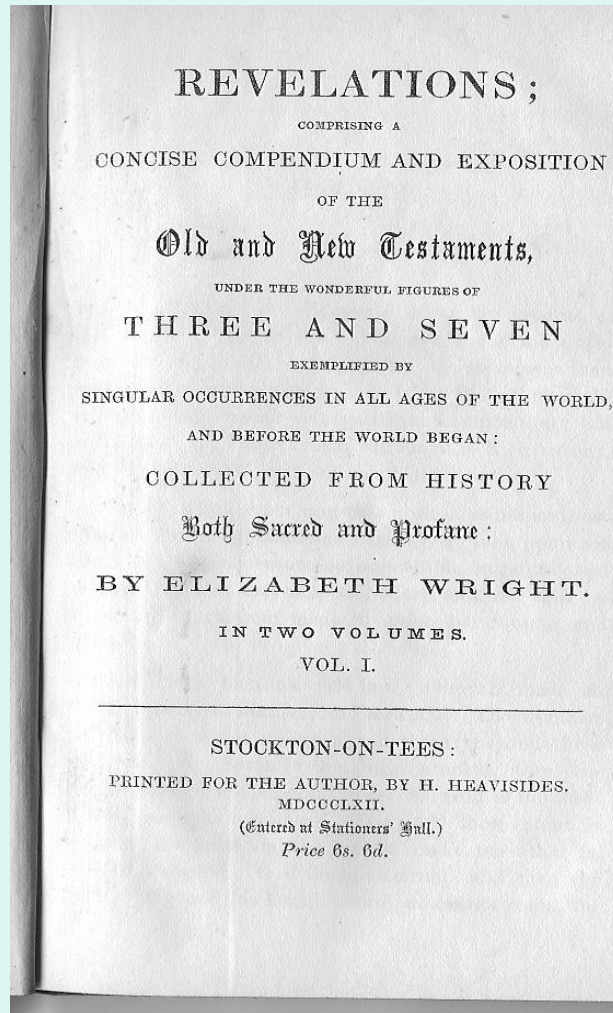 REVELATIONS;
COMPRISING A
CONCISE COMPENDIUM AND EXPOSITION
OF THE
Old and New Testaments,
UNDER THE WONDERFUL FIGURES OF
THREE AND SEVEN
EXEMPLIFIED BY
SINGULAR OCCURRENCES IN ALL AGES OF THE WORLD,
AND BEFORE THE WORLD BEGAN:
COLLECTED FROM HISTORY
Both Sacred and Profane:
BY ELIZABETH WRIGHT.
IN TWO VOLUMES.
VOL. I.
STOCKTON-ON-TEES:
PRINTED FOR THE AUTHOR, BY H. HEAVISIDES.
MDCCCLXII.
(Entered at Stationers' Hall.)
Price 6s. 6d.